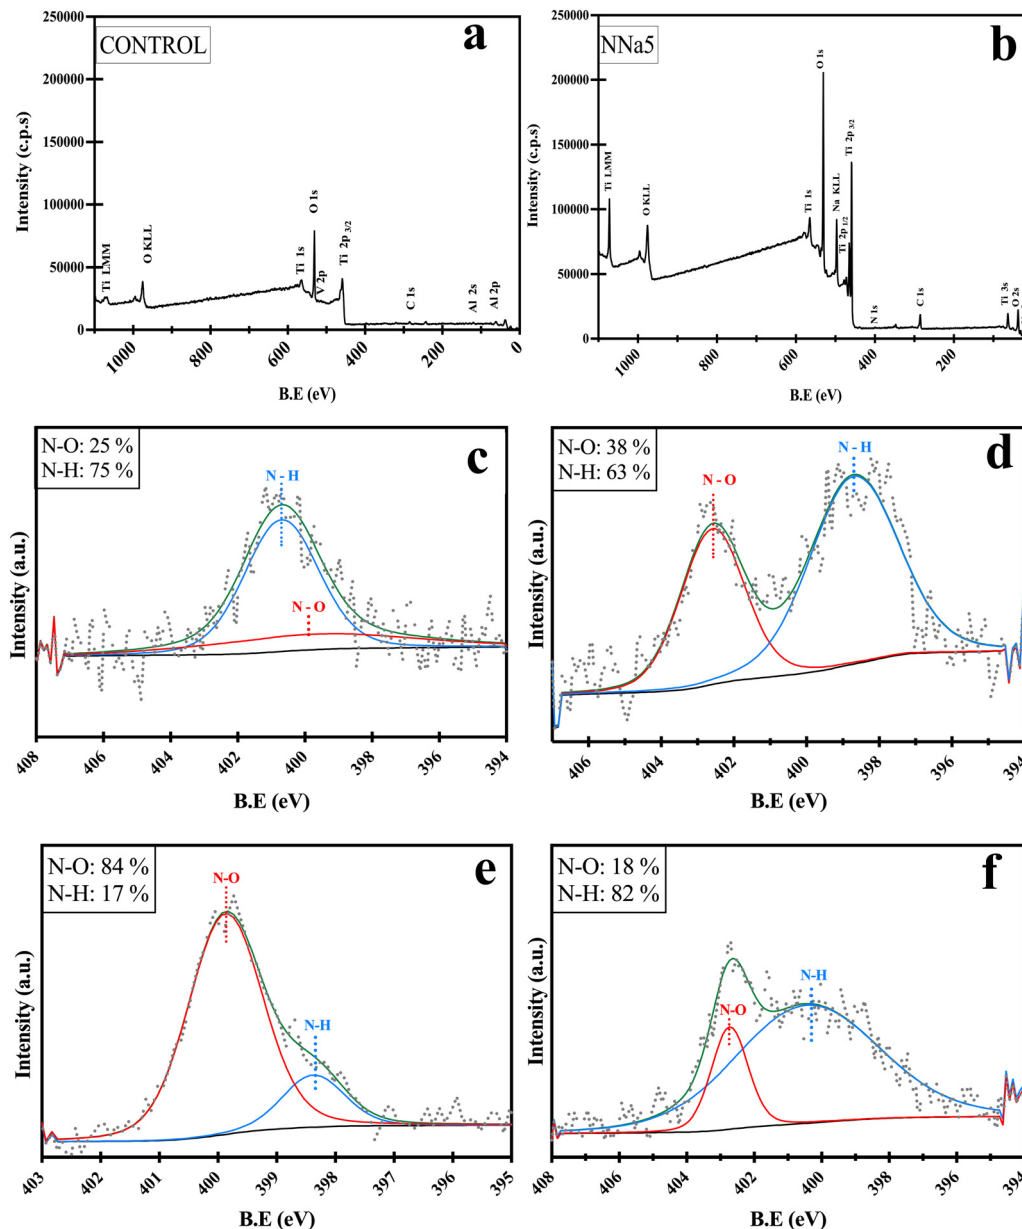 a
CONTROL
250000
200000
150000
100000
50000
0
Intensity (c.p.s)
Ti LMM
O KLL
Ti 1s
O 1s
V 2p
Ti 2p 3/2
C 1s
Al 2s
Al 2p
1000
800
600
400
200
0
B.E (eV)
b
NNa5
250000
200000
150000
100000
50000
0
Intensity (c.p.s)
Ti LMM
O KLL
Ti 1s
O 1s
Na KLL
Ti 2p 1/2
Ti 2p 3/2
N 1s
C 1s
Ti 3s
O 2s
1000
800
600
400
200
B.E (eV)
c
N-O: 25 %
N-H: 75 %
N - H
N - O
Intensity (a.u.)
408
406
404
402
400
398
396
394
B.E (eV)
d
N-O: 38 %
N-H: 63 %
N - O
N - H
Intensity (a.u.)
406
404
402
400
398
396
394
B.E (eV)
e
N-O: 84 %
N-H: 17 %
N-O
N-H
Intensity (a.u.)
403
402
401
400
399
398
397
396
395
B.E (eV)
f
N-O: 18 %
N-H: 82 %
N-O
N-H
Intensity (a.u.)
408
406
404
402
400
398
396
394
B.E (eV)